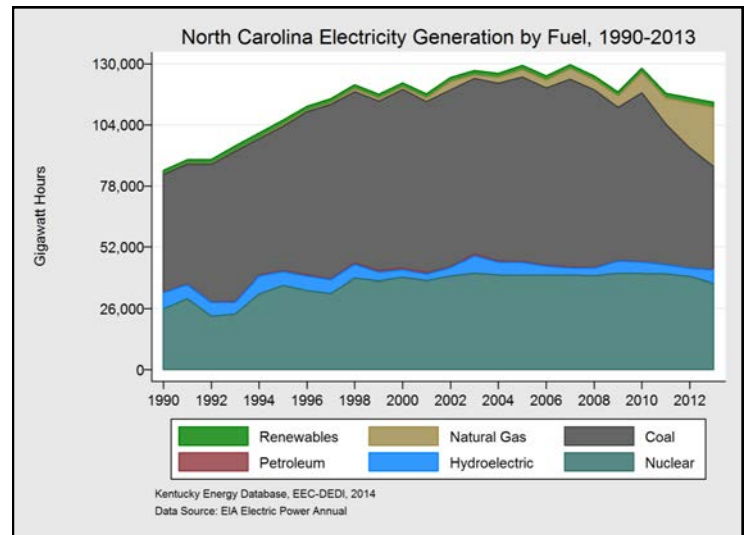 North Carolina Electricity Generation by Fuel, 1990-2013
Gigawatt Hours
130,000
104,000
78,000
52,000
26,000
0
1990 1992 1994 1996 1998 2000 2002 2004 2006 2008 2010 2012
Renewables Natural Gas Coal
Petroleum Hydroelectric Nuclear
Kentucky Energy Database, EEC-DEDI, 2014
Data Source: EIA Electric Power Annual